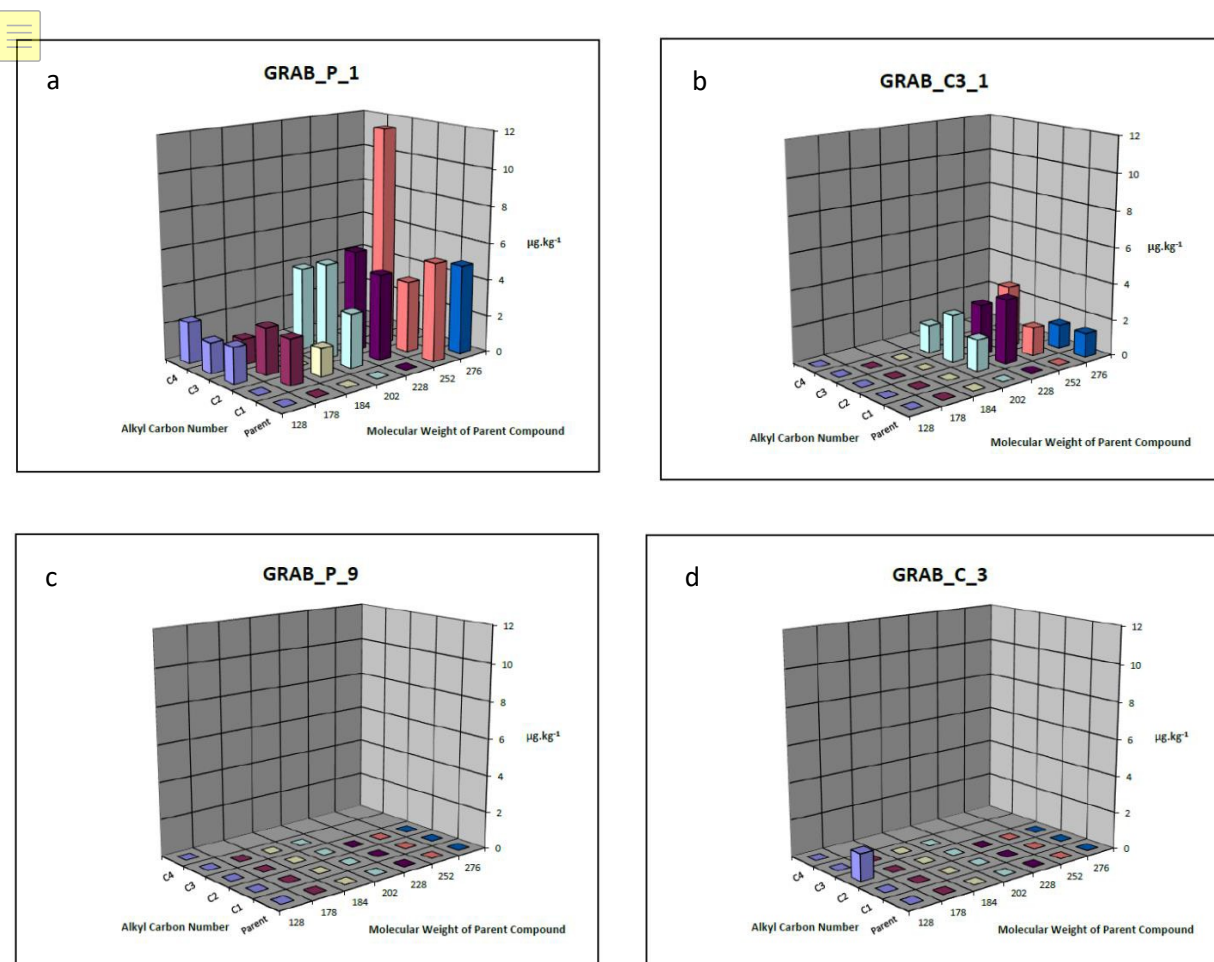 a
GRAB_P_1
12
10
8
6
4
2
0
µg.kg⁻¹
C4
C3
C2
C1
Parent
128
178
184
202
228
252
276
Alkyl Carbon Number
Molecular Weight of Parent Compound
b
GRAB_C3_1
12
10
8
6
4
2
0
µg.kg⁻¹
C4
C3
C2
C1
Parent
128
178
184
202
228
252
276
Alkyl Carbon Number
Molecular Weight of Parent Compound
c
GRAB_P_9
12
10
8
6
4
2
0
µg.kg⁻¹
C4
C3
C2
C1
Parent
128
178
184
202
228
252
276
Alkyl Carbon Number
Molecular Weight of Parent Compound
d
GRAB_C_3
12
10
8
6
4
2
0
µg.kg⁻¹
C4
C3
C2
C1
Parent
128
178
184
202
228
252
276
Alkyl Carbon Number
Molecular Weight of Parent Compound